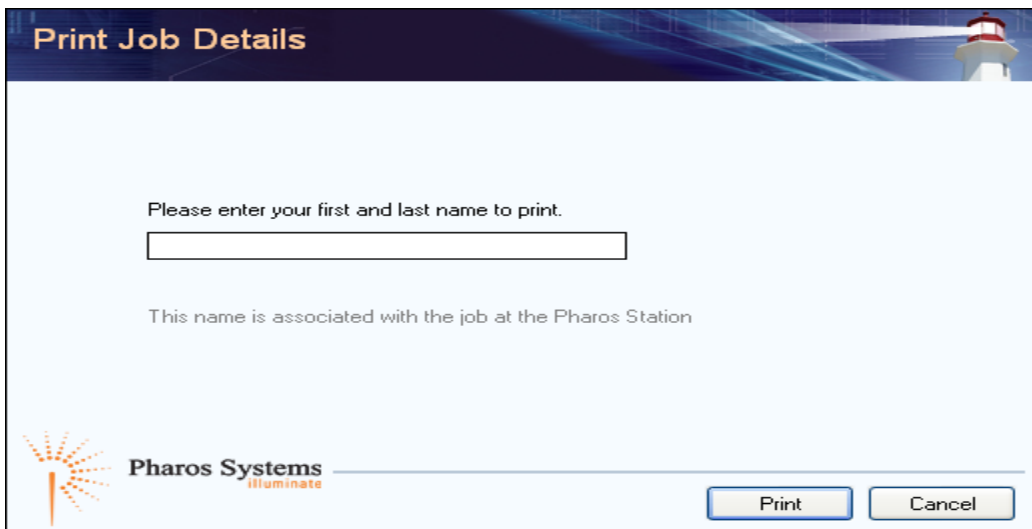 Print Job Details
Please enter your first and last name to print.
This name is associated with the job at the Pharos Station
Pharos Systems
illuminate
Print
Cancel